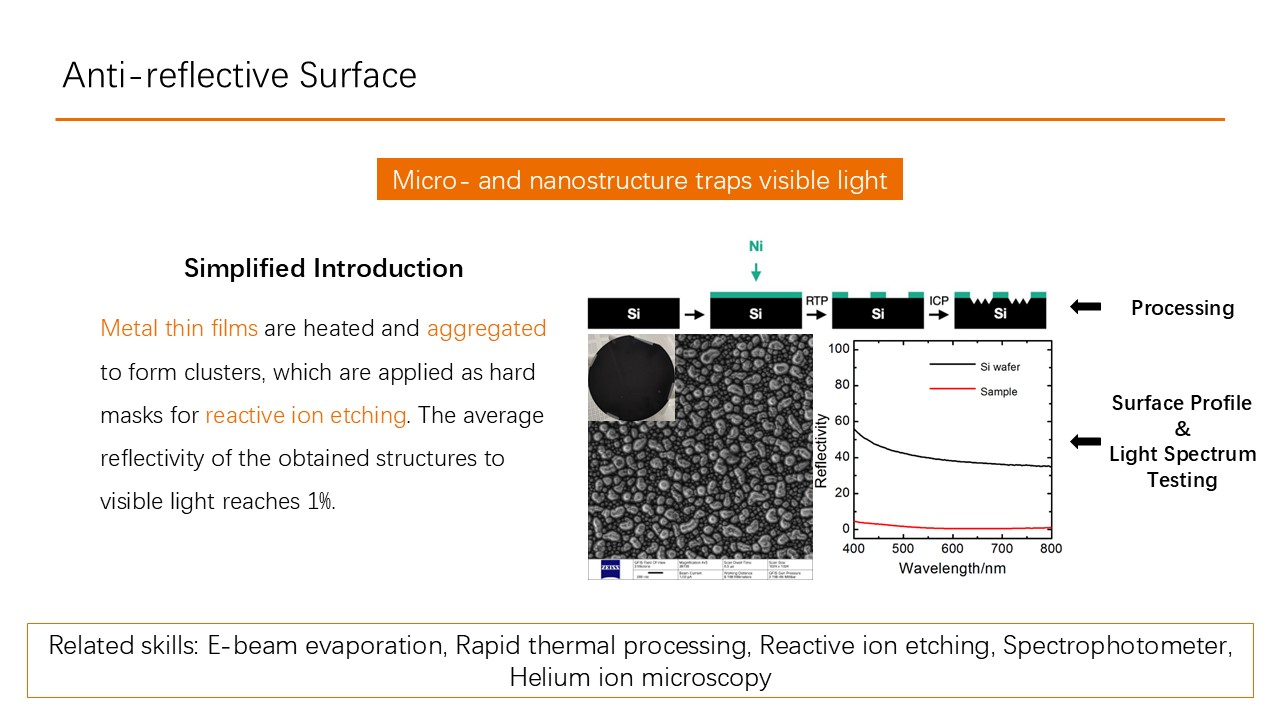 Anti-reflective Surface
Micro- and nanostructure traps visible light
Simplified Introduction
Metal thin films are heated and aggregated
to form clusters, which are applied as hard
masks for reactive ion etching. The average
reflectivity of the obtained structures to
visible light reaches 1%.
Ni
Si
Si
RTP
Si
ICP
Si
Processing
ZEISS
Reflectivity
100
80
60
40
20
0
Si wafer
Sample
400 500 600 700 800
Wavelength/nm
Surface Profile
&
Light Spectrum
Testing
Related skills: E-beam evaporation, Rapid thermal processing, Reactive ion etching, Spectrophotometer,
Helium ion microscopy